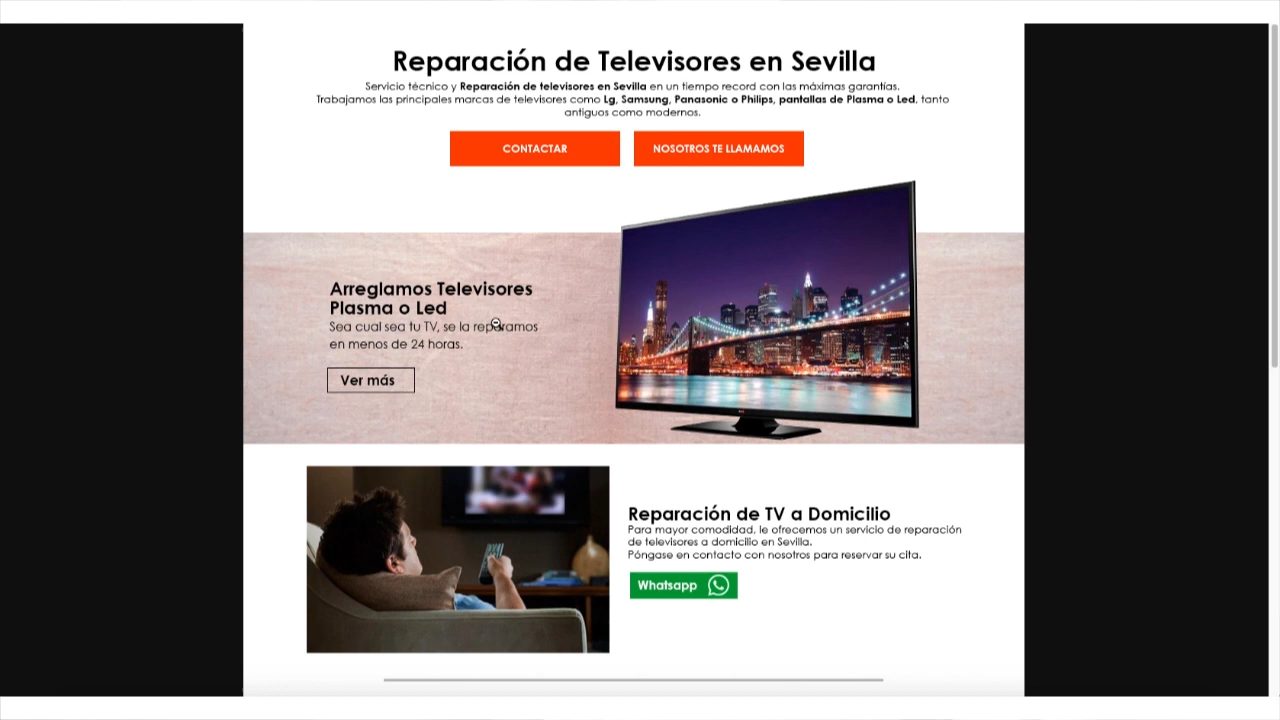 Reparación de Televisores en Sevilla
Servicio técnico y Reparación de televisores en Sevilla en un tiempo record con las máximas garantías.
Trabajamos las principales marcas de televisores como Lg, Samsung, Panasonic o Philips, pantallas de Plasma o Led, tanto
antiguos como modernos.
CONTACTAR
NOSOTROS TE LLAMAMOS
Arreglamos Televisores
Plasma o Led
Sea cual sea tu TV, se la reparamos
en menos de 24 horas.
Ver más
Reparación de TV a Domicilio
Para mayor comodidad, le ofrecemos un servicio de reparación
de televisores a domicilio en Sevilla.
Póngase en contacto con nosotros para reservar su cita.
Whatsapp